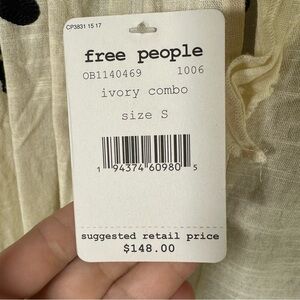 CP3831 15 17
free people
OB1140469 1006
ivory combo
size S
1 94374 60980 5
suggested retail price
$148.00